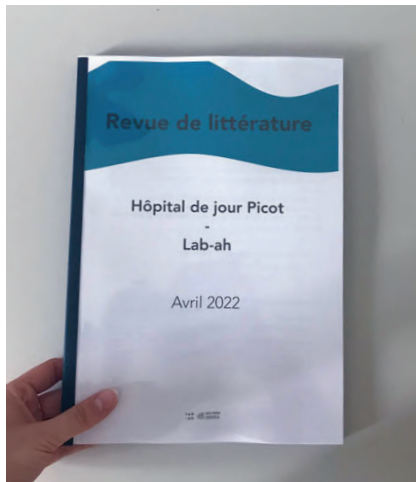 Revue de littérature
Hôpital de jour Picot
-
Lab-ah
Avril 2022